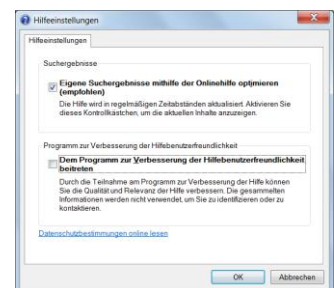 Hilfeeinstellungen
Hilfeeinstellungen
Suchergebnisse
Eigene Suchergebnisse mithilfe der Onlinehilfe optimieren
(empfohlen)
Die Hilfe wird in regelmäßigen Zeitabständen aktualisiert. Aktivieren Sie
dieses Kontrollkästchen, um die aktuellen Inhalte anzuzeigen.
Programm zur Verbesserung der Hilfebenutzerfreundlichkeit
Dem Programm zur Verbesserung der Hilfebenutzerfreundlichkeit
beitreten
Durch die Teilnahme am Programm zur Verbesserung der Hilfe können
Sie die Qualität und Relevanz der Hilfe verbessern. Die gesammelten
Informationen werden nicht verwendet, um Sie zu identifizieren oder zu
kontaktieren.
Datenschutzbestimmungen online lesen
OK Abbrechen